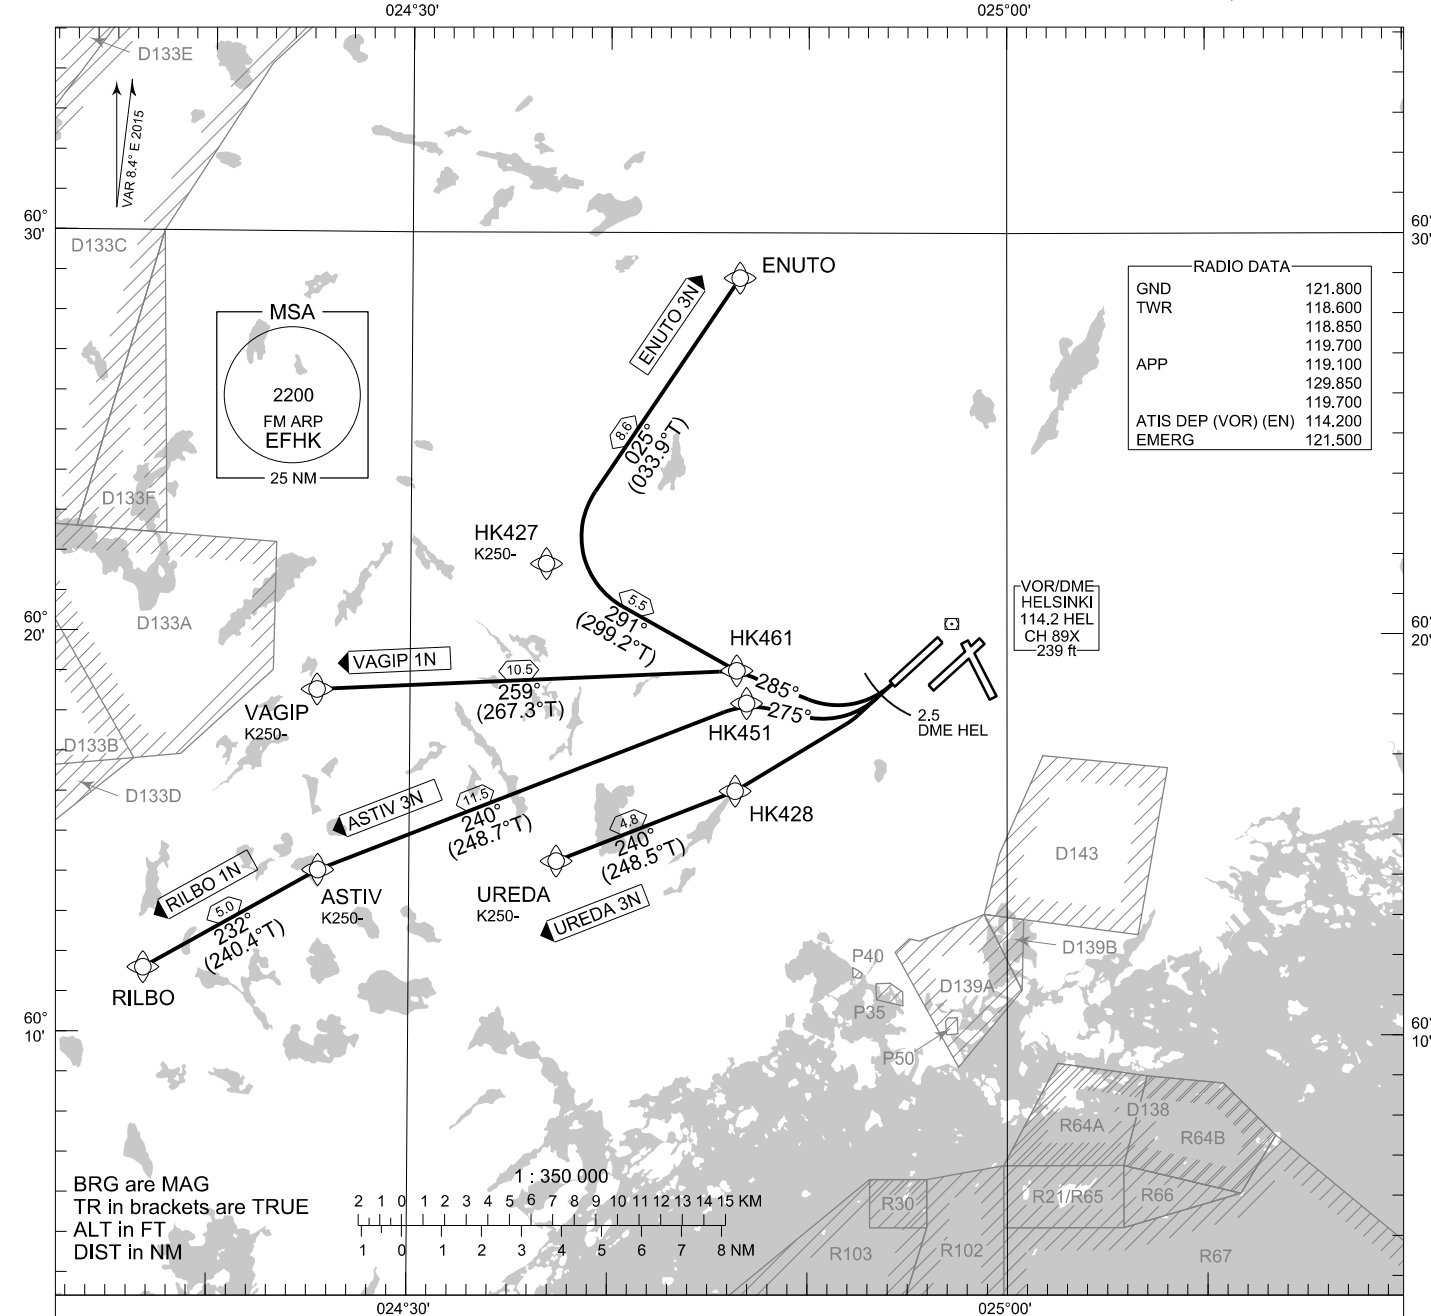 024°30'
025°00'
D133E
VAR 8.4° E 2015
60°
30'
60°
30'
D133C
ENUTO
ENUTO 3N
RADIO DATA
GND 121.800
TWR 118.600
118.850
119.700
APP 119.100
129.850
119.700
ATIS DEP (VOR) (EN) 114.200
EMERG 121.500
MSA
2200
FM ARP
EFHK
25 NM
8.6
025°
(033.9°T)
D133F
HK427
K250-
D133A
60°
20'
60°
20'
5.5
291°
(299.2°T)
VOR/DME
HELSINKI
114.2 HEL
CH 89X
239 ft
HK461
VAGIP 1N
10.5
259°
(267.3°T)
285°
275°
VAGIP
K250-
HK451
2.5
DME HEL
D133B
D133D
ASTIV 3N
11.5
240°
(248.7°T)
HK428
4.8
240°
(248.5°T)
D143
RILBO 1N
5.0
232°
(240.4°T)
ASTIV
K250-
UREDA
K250-
UREDA 3N
RILBO
P40
D139B
D139A
P35
P50
60°
10'
60°
10'
D138
R64A
R64B
BRG are MAG
TR in brackets are TRUE
ALT in FT
DIST in NM
1 : 350 000
2 1 0 1 2 3 4 5 6 7 8 9 10 11 12 13 14 15 KM
1 0 1 2 3 4 5 6 7 8 NM
R30
R21/R65
R66
R103
R102
R67
024°30'
025°00'